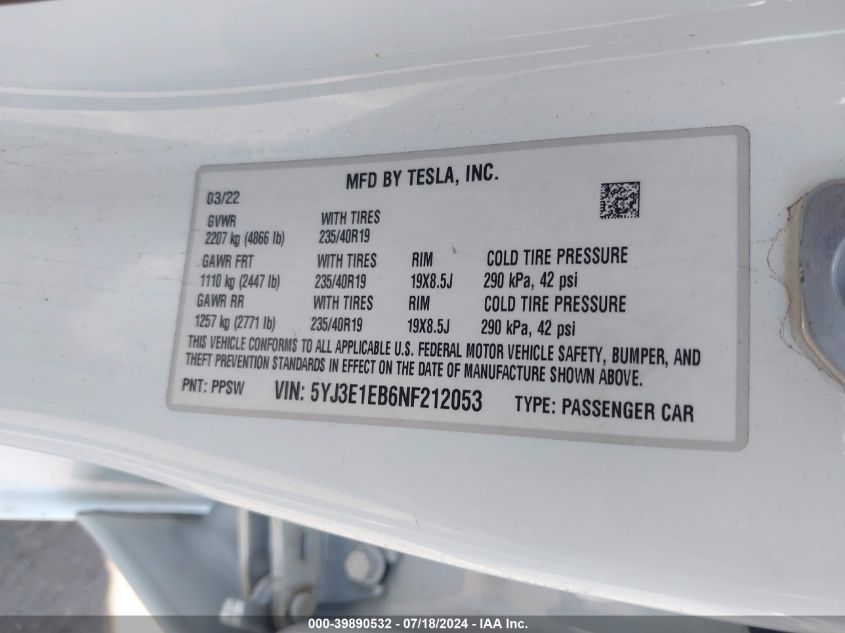 MFD BY TESLA, INC.
03/22
GVWR WITH TIRES
2207 kg (4866 lb) 235/40R19
GAWR FRT WITH TIRES RIM COLD TIRE PRESSURE
1110 kg (2447 lb) 235/40R19 19X8.5J 290 kPa, 42 psi
GAWR RR WITH TIRES RIM COLD TIRE PRESSURE
1257 kg (2771 lb) 235/40R19 19X8.5J 290 kPa, 42 psi
THIS VEHICLE CONFORMS TO ALL APPLICABLE U.S. FEDERAL MOTOR VEHICLE SAFETY, BUMPER, AND
THEFT PREVENTION STANDARDS IN EFFECT ON THE DATE OF MANUFACTURE SHOWN ABOVE.
PNT: PPSW VIN: 5YJ3E1EB6NF212053 TYPE: PASSENGER CAR
000-39890532 - 07/18/2024 - IAA Inc.